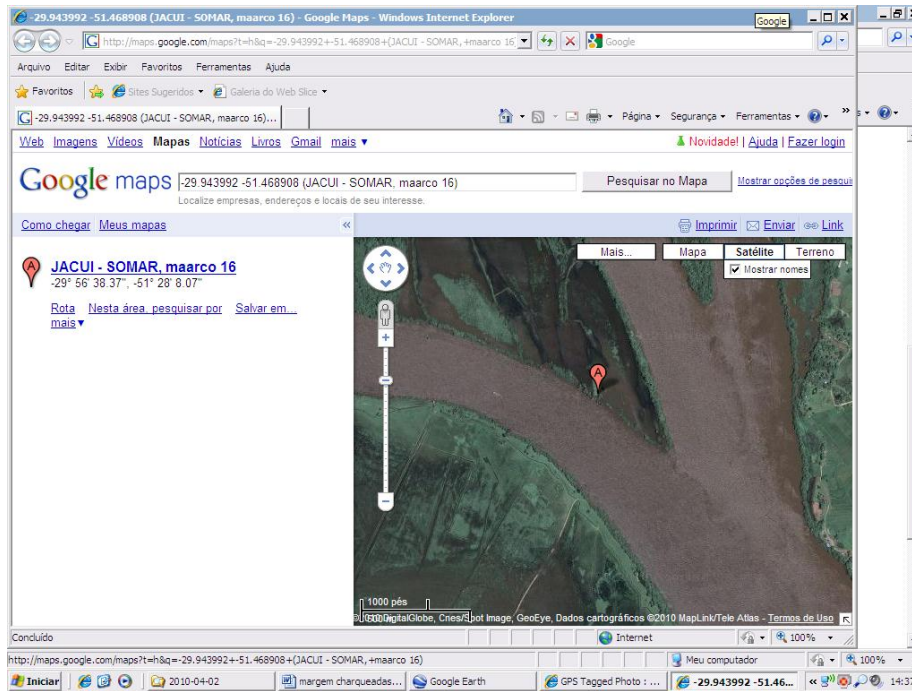 -29.943992 -51.468908 (JACUI - SOMAR, maarco 16) - Google Maps - Windows Internet Explorer
Google
http://maps.google.com/maps?t=h&q=-29.943992+-51.468908+(JACUI - SOMAR, +maarco 16)
Google
Arquivo Editar Exibir Favoritos Ferramentas Ajuda
Favoritos Sites Sugeridos Galeria do Web Slice
-29.943992 -51.468908 (JACUI - SOMAR, maarco 16)... Página Segurança Ferramentas »
Web Imagens Vídeos Mapas Notícias Livros Gmail mais Novidade! | Ajuda | Fazer login
Google maps -29.943992 -51.468908 (JACUI - SOMAR, maarco 16) Pesquisar no Mapa Mostrar opções de pesqui
Localize empresas, endereços e locais de seu interesse.
Como chegar Meus mapas « Imprimir Enviar Link
A JACUI - SOMAR, maarco 16
-29° 56' 38.37", -51° 28' 8.07"
Rota Nesta área, pesquisar por Salvar em...
mais
Mais... Mapa Satélite Terreno
Mostrar nomes
A
1000 pés
DigitalGlobe, Cnes/Spot Image, GeoEye, Dados cartográficos ©2010 MapLink/Tele Atlas - Termos de Uso
Concluído Internet 100%
http://maps.google.com/maps?t=h&q=-29.943992+-51.468908+(JACUI - SOMAR, +maarco 16) Meu computador 100%
Iniciar 2010-04-02 margem charqueadas... Google Earth GPS Tagged Photo : ... -29.943992 -51.46... «